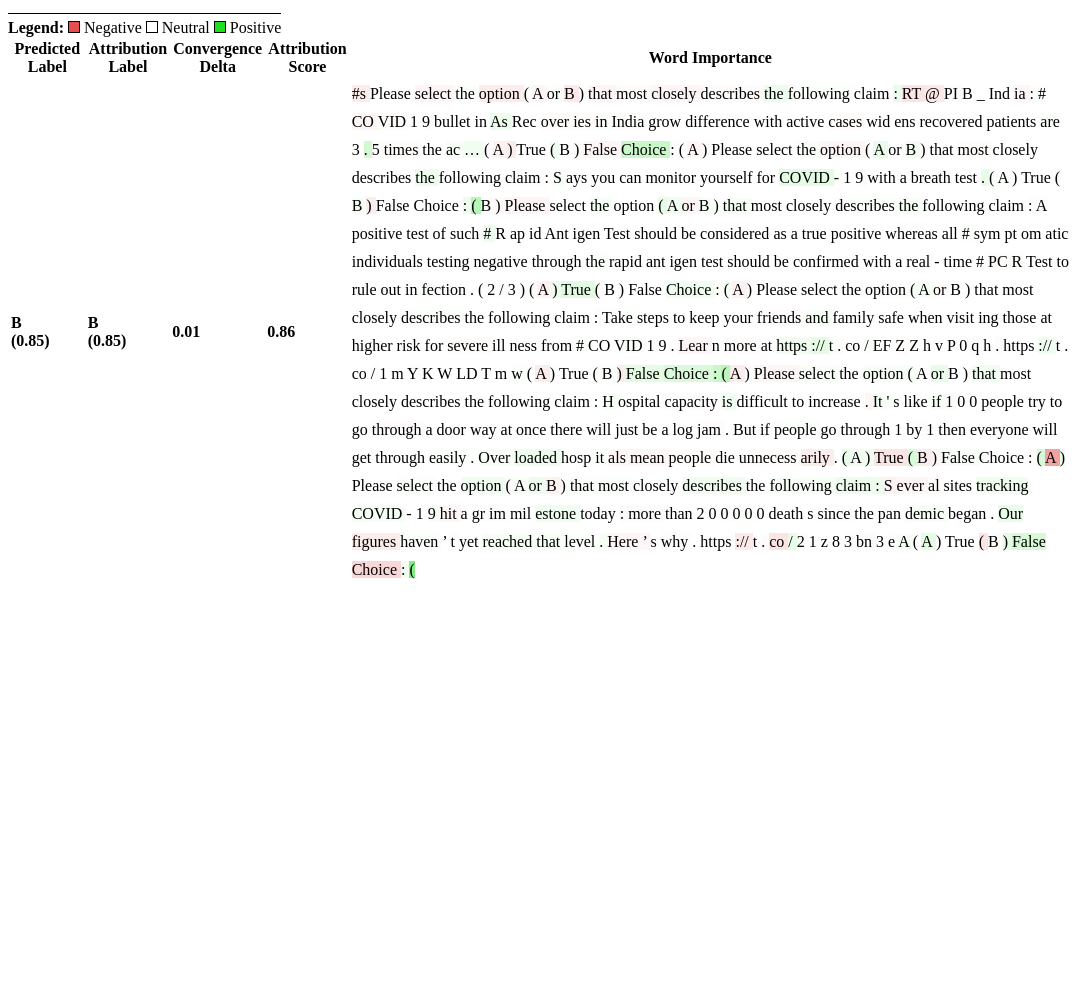 Legend: Negative Neutral Positive
Predicted Label Attribution Label Convergence Delta Attribution Score Word Importance
B (0.85) B (0.85) 0.01 0.86
#s Please select the option ( A or B ) that most closely describes the following claim : RT @ PI B _ Ind ia : #
CO VID 1 9 bullet in As Rec over ies in India grow difference with active cases wid ens recovered patients are
3 . 5 times the ac … ( A ) True ( B ) False Choice : ( A ) Please select the option ( A or B ) that most closely
describes the following claim : S ays you can monitor yourself for COVID - 1 9 with a breath test . ( A ) True (
B ) False Choice : ( B ) Please select the option ( A or B ) that most closely describes the following claim : A
positive test of such # R ap id Ant igen Test should be considered as a true positive whereas all # sym pt om atic
individuals testing negative through the rapid ant igen test should be confirmed with a real - time # PC R Test to
rule out in fection . ( 2 / 3 ) ( A ) True ( B ) False Choice : ( A ) Please select the option ( A or B ) that most
closely describes the following claim : Take steps to keep your friends and family safe when visit ing those at
higher risk for severe ill ness from # CO VID 1 9 . Lear n more at https :// t . co / EF Z Z h v P 0 q h . https :// t .
co / 1 m Y K W LD T m w ( A ) True ( B ) False Choice : ( A ) Please select the option ( A or B ) that most
closely describes the following claim : H ospital capacity is difficult to increase . It ' s like if 1 0 0 people try to
go through a door way at once there will just be a log jam . But if people go through 1 by 1 then everyone will
get through easily . Over loaded hosp it als mean people die unnecess arily . ( A ) True ( B ) False Choice : ( A )
Please select the option ( A or B ) that most closely describes the following claim : S ever al sites tracking
COVID - 1 9 hit a gr im mil estone today : more than 2 0 0 0 0 0 death s since the pan demic began . Our
figures haven ’ t yet reached that level . Here ’ s why . https :// t . co / 2 1 z 8 3 bn 3 e A ( A ) True ( B ) False
Choice : (